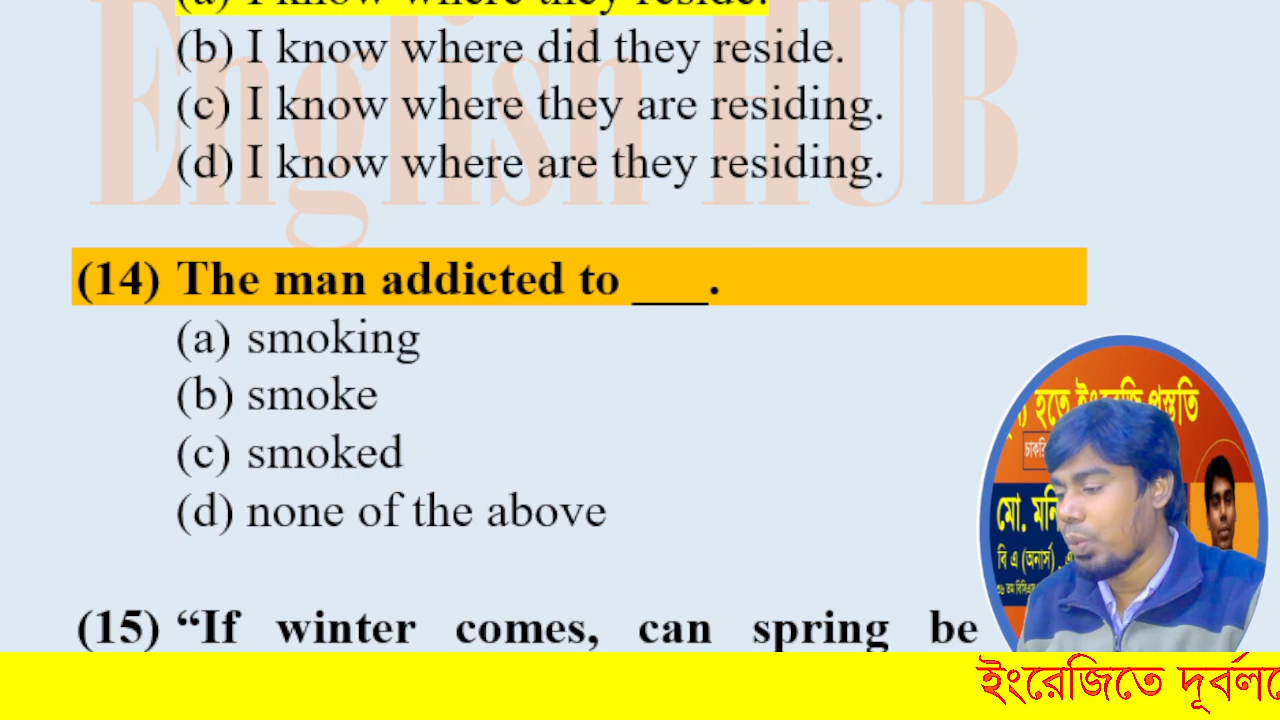 (a) I know where they reside.
(b) I know where did they reside.
(c) I know where they are residing.
(d) I know where are they residing.
English HUB
(14) The man addicted to ___.
(a) smoking
(b) smoke
(c) smoked
(d) none of the above
(15) “If winter comes, can spring be
হতে ইংরেজি প্রস্তুতি
মো.
বি এ (অনার্স)
ইংরেজিতে